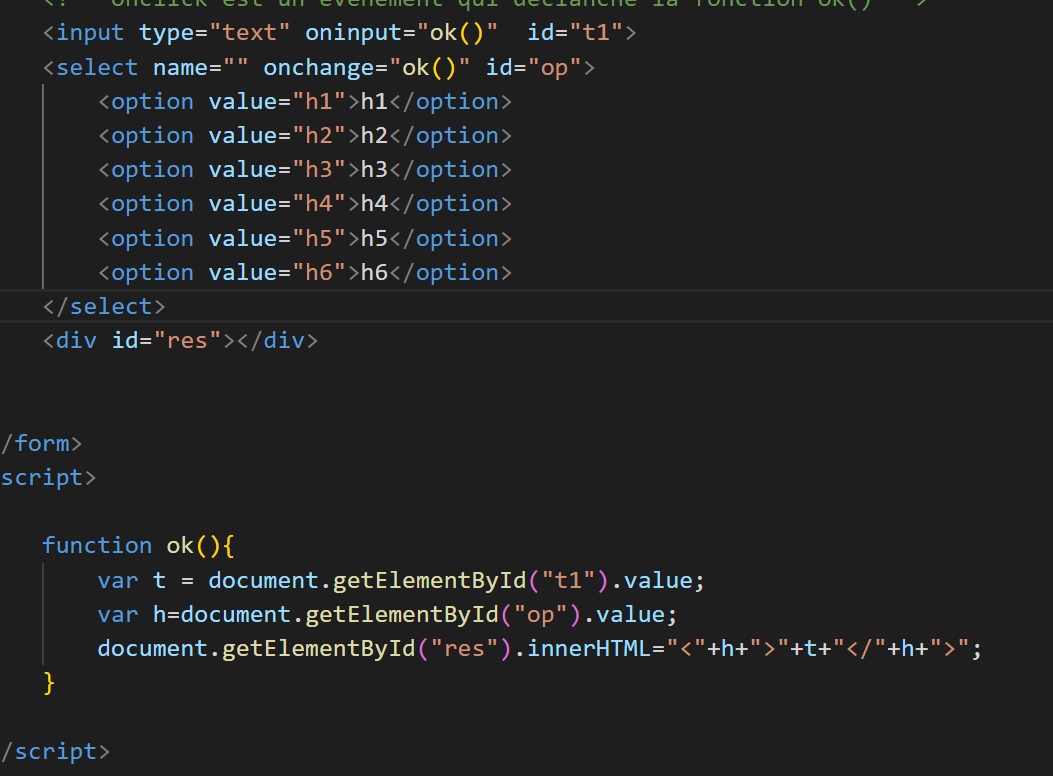 onclick est un evenement qui declanche la fonction ok()
<input type="text" oninput="ok()"  id="t1">
<select name="" onchange="ok()" id="op">
<option value="h1">h1</option>
<option value="h2">h2</option>
<option value="h3">h3</option>
<option value="h4">h4</option>
<option value="h5">h5</option>
<option value="h6">h6</option>
</select>
<div id="res"></div>
/form>
script>
function ok(){
var t = document.getElementById("t1").value;
var h=document.getElementById("op").value;
document.getElementById("res").innerHTML="<"+h+">"+t+"</"+h+">";
}
/script>